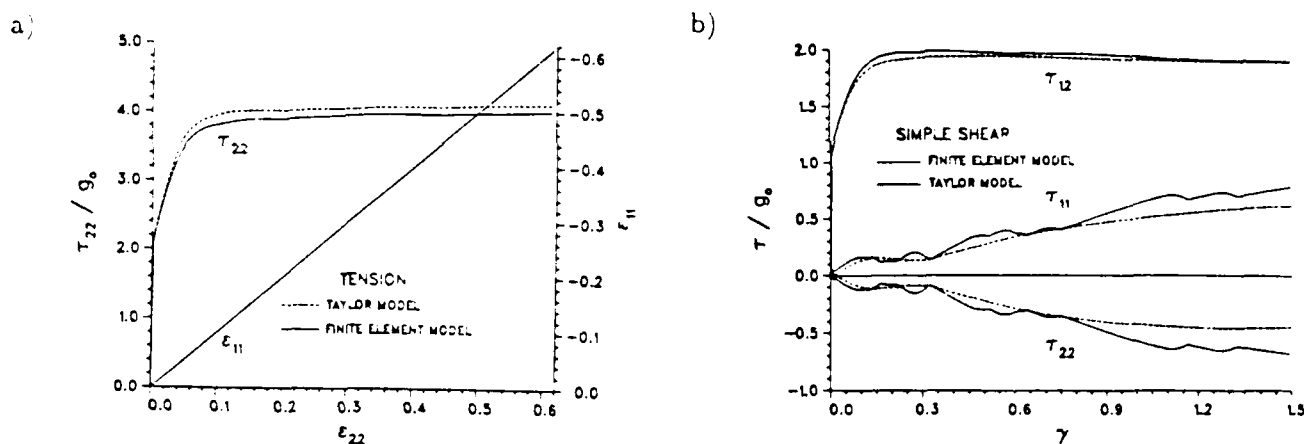 a)
5.0
4.0
3.0
2.0
1.0
0.0
τ22 / g₀
τ22
ε11
TENSION
TAYLOR MODEL
FINITE ELEMENT MODEL
-0.6
-0.5
-0.4
-0.3
-0.2
-0.1
0.0
ε11
0.0 0.1 0.2 0.3 0.4 0.5 0.6
ε22
b)
2.0
1.5
1.0
0.5
0.0
-0.5
-1.0
τ / g₀
τ12
SIMPLE SHEAR
FINITE ELEMENT MODEL
TAYLOR MODEL
τ11
τ22
0.0 0.3 0.6 0.9 1.2 1.5
γ